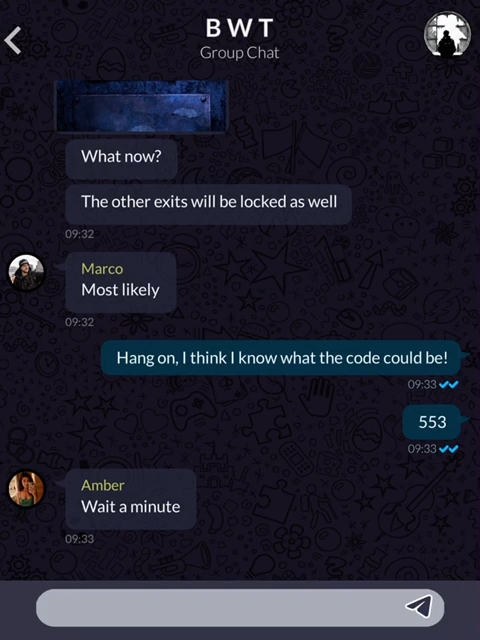 BWT
Group Chat
What now?
The other exits will be locked as well
09:32
Marco
Most likely
09:32
Hang on, I think I know what the code could be!
09:33
553
09:33
Amber
Wait a minute
09:33